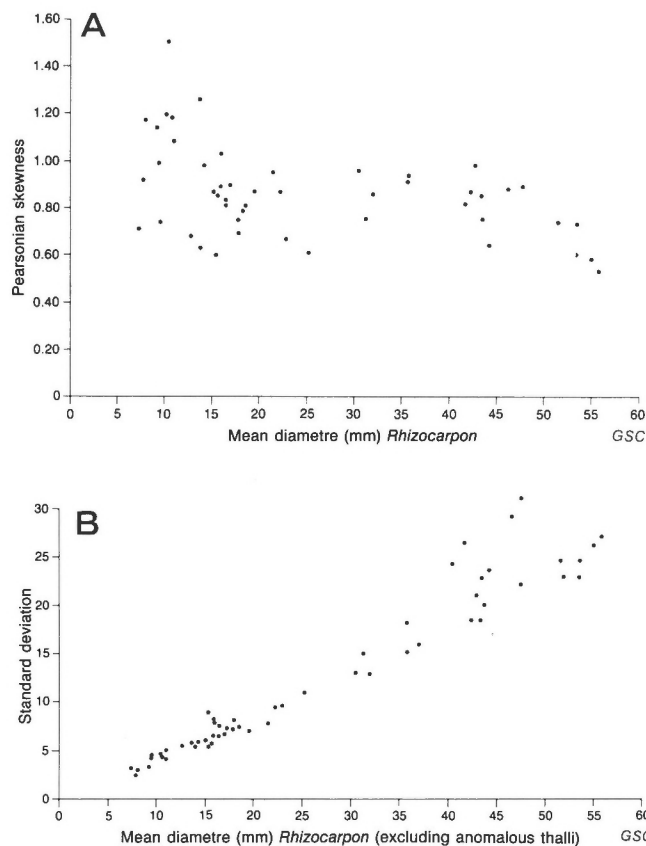 A
1.60
1.40
1.20
1.00
0.80
0.60
0.40
0.20
0
Pearsonian skewness
0 5 10 15 20 25 30 35 40 45 50 55 60
Mean diametre (mm) Rhizocarpon GSC
B
30
25
20
15
10
5
0
Standard deviation
0 5 10 15 20 25 30 35 40 45 50 55 60
Mean diametre (mm) Rhizocarpon (excluding anomalous thalli) GSC